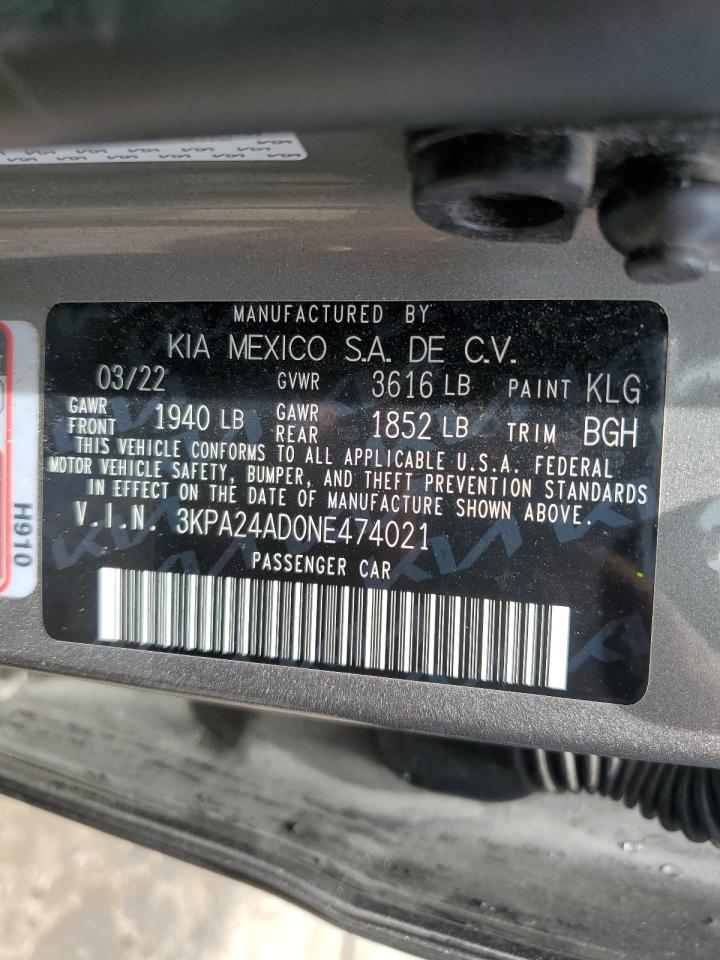 MANUFACTURED BY
KIA MEXICO S.A. DE C.V.
03/22 GVWR 3616 LB PAINT KLG
GAWR FRONT 1940 LB GAWR REAR 1852 LB TRIM BGH
THIS VEHICLE CONFORMS TO ALL APPLICABLE U.S.A. FEDERAL
MOTOR VEHICLE SAFETY, BUMPER, AND THEFT PREVENTION STANDARDS
IN EFFECT ON THE DATE OF MANUFACTURE SHOWN ABOVE.
V.I.N. 3KPA24AD0NE474021
PASSENGER CAR
H910